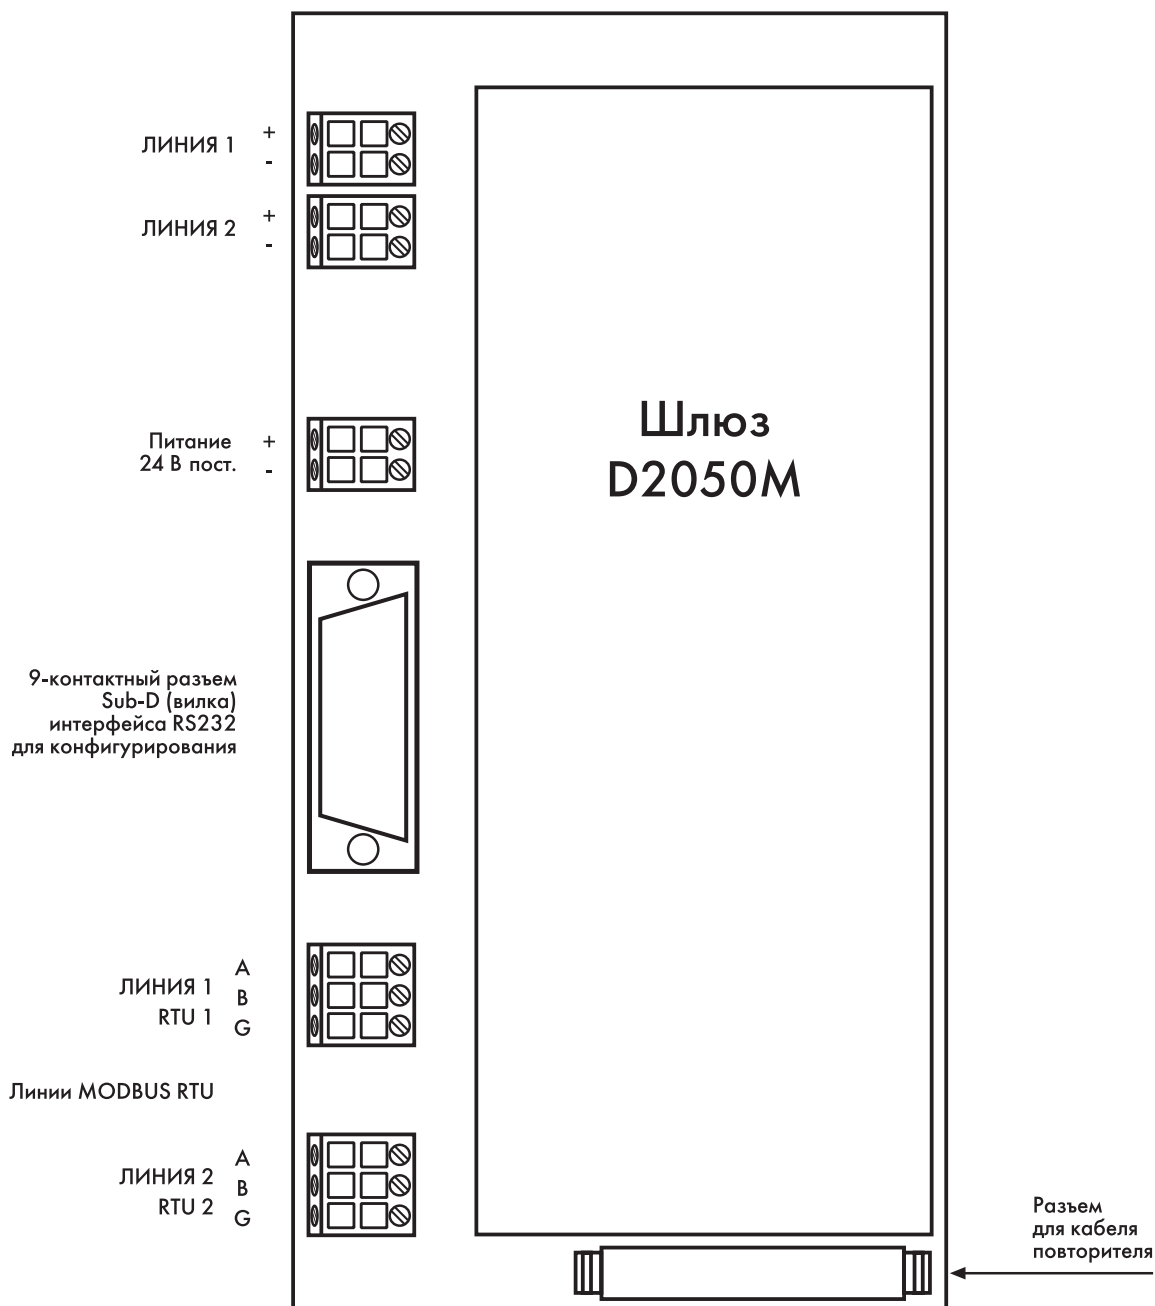 ЛИНИЯ 1
+
-
ЛИНИЯ 2
+
-
Питание
24 В пост.
+
-
Шлюз
D2050M
9-контактный разъем
Sub-D (вилка)
интерфейса RS232
для конфигурирования
ЛИНИЯ 1
RTU 1
A
B
G
Линии MODBUS RTU
ЛИНИЯ 2
RTU 2
A
B
G
Разъем
для кабеля
повторителя